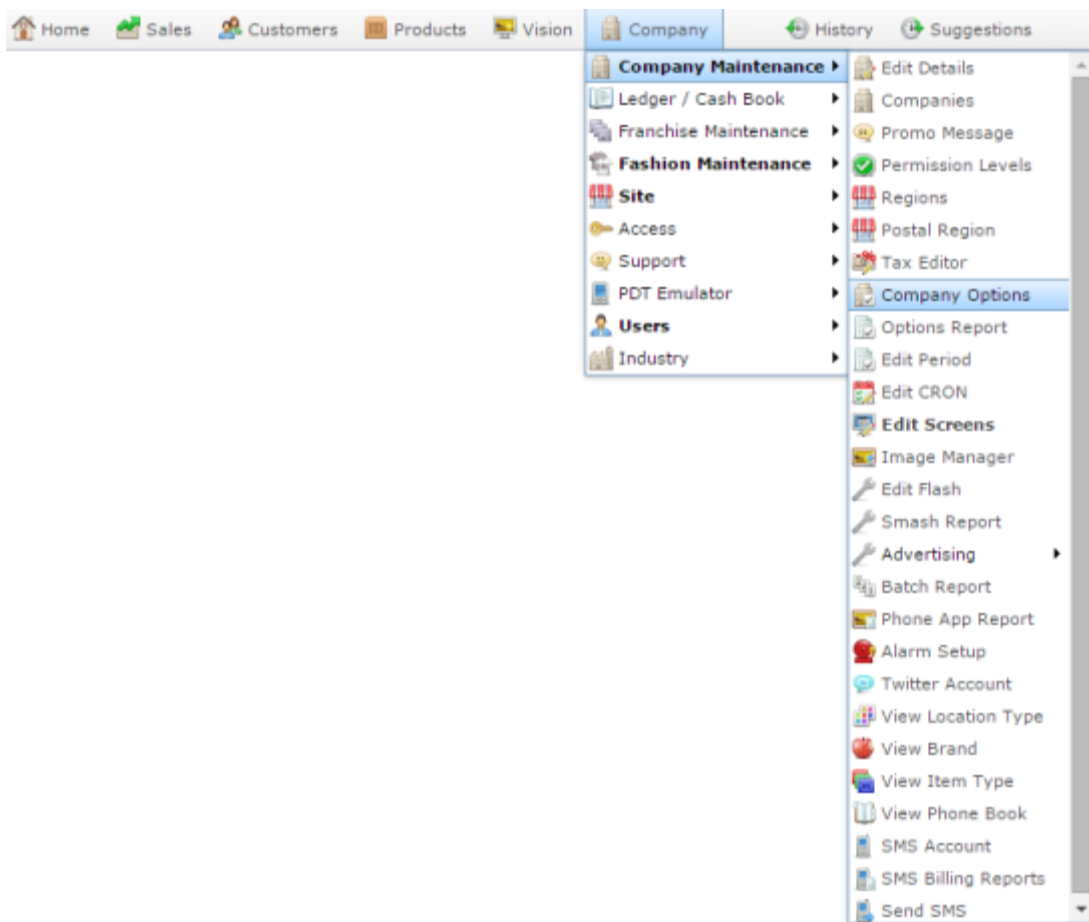 Home Sales Customers Products Vision Company History Suggestions
Company Maintenance
Ledger / Cash Book
Franchise Maintenance
Fashion Maintenance
Site
Access
Support
PDT Emulator
Users
Industry
Edit Details
Companies
Promo Message
Permission Levels
Regions
Postal Region
Tax Editor
Company Options
Options Report
Edit Period
Edit CRON
Edit Screens
Image Manager
Edit Flash
Smash Report
Advertising
Batch Report
Phone App Report
Alarm Setup
Twitter Account
View Location Type
View Brand
View Item Type
View Phone Book
SMS Account
SMS Billing Reports
Send SMS